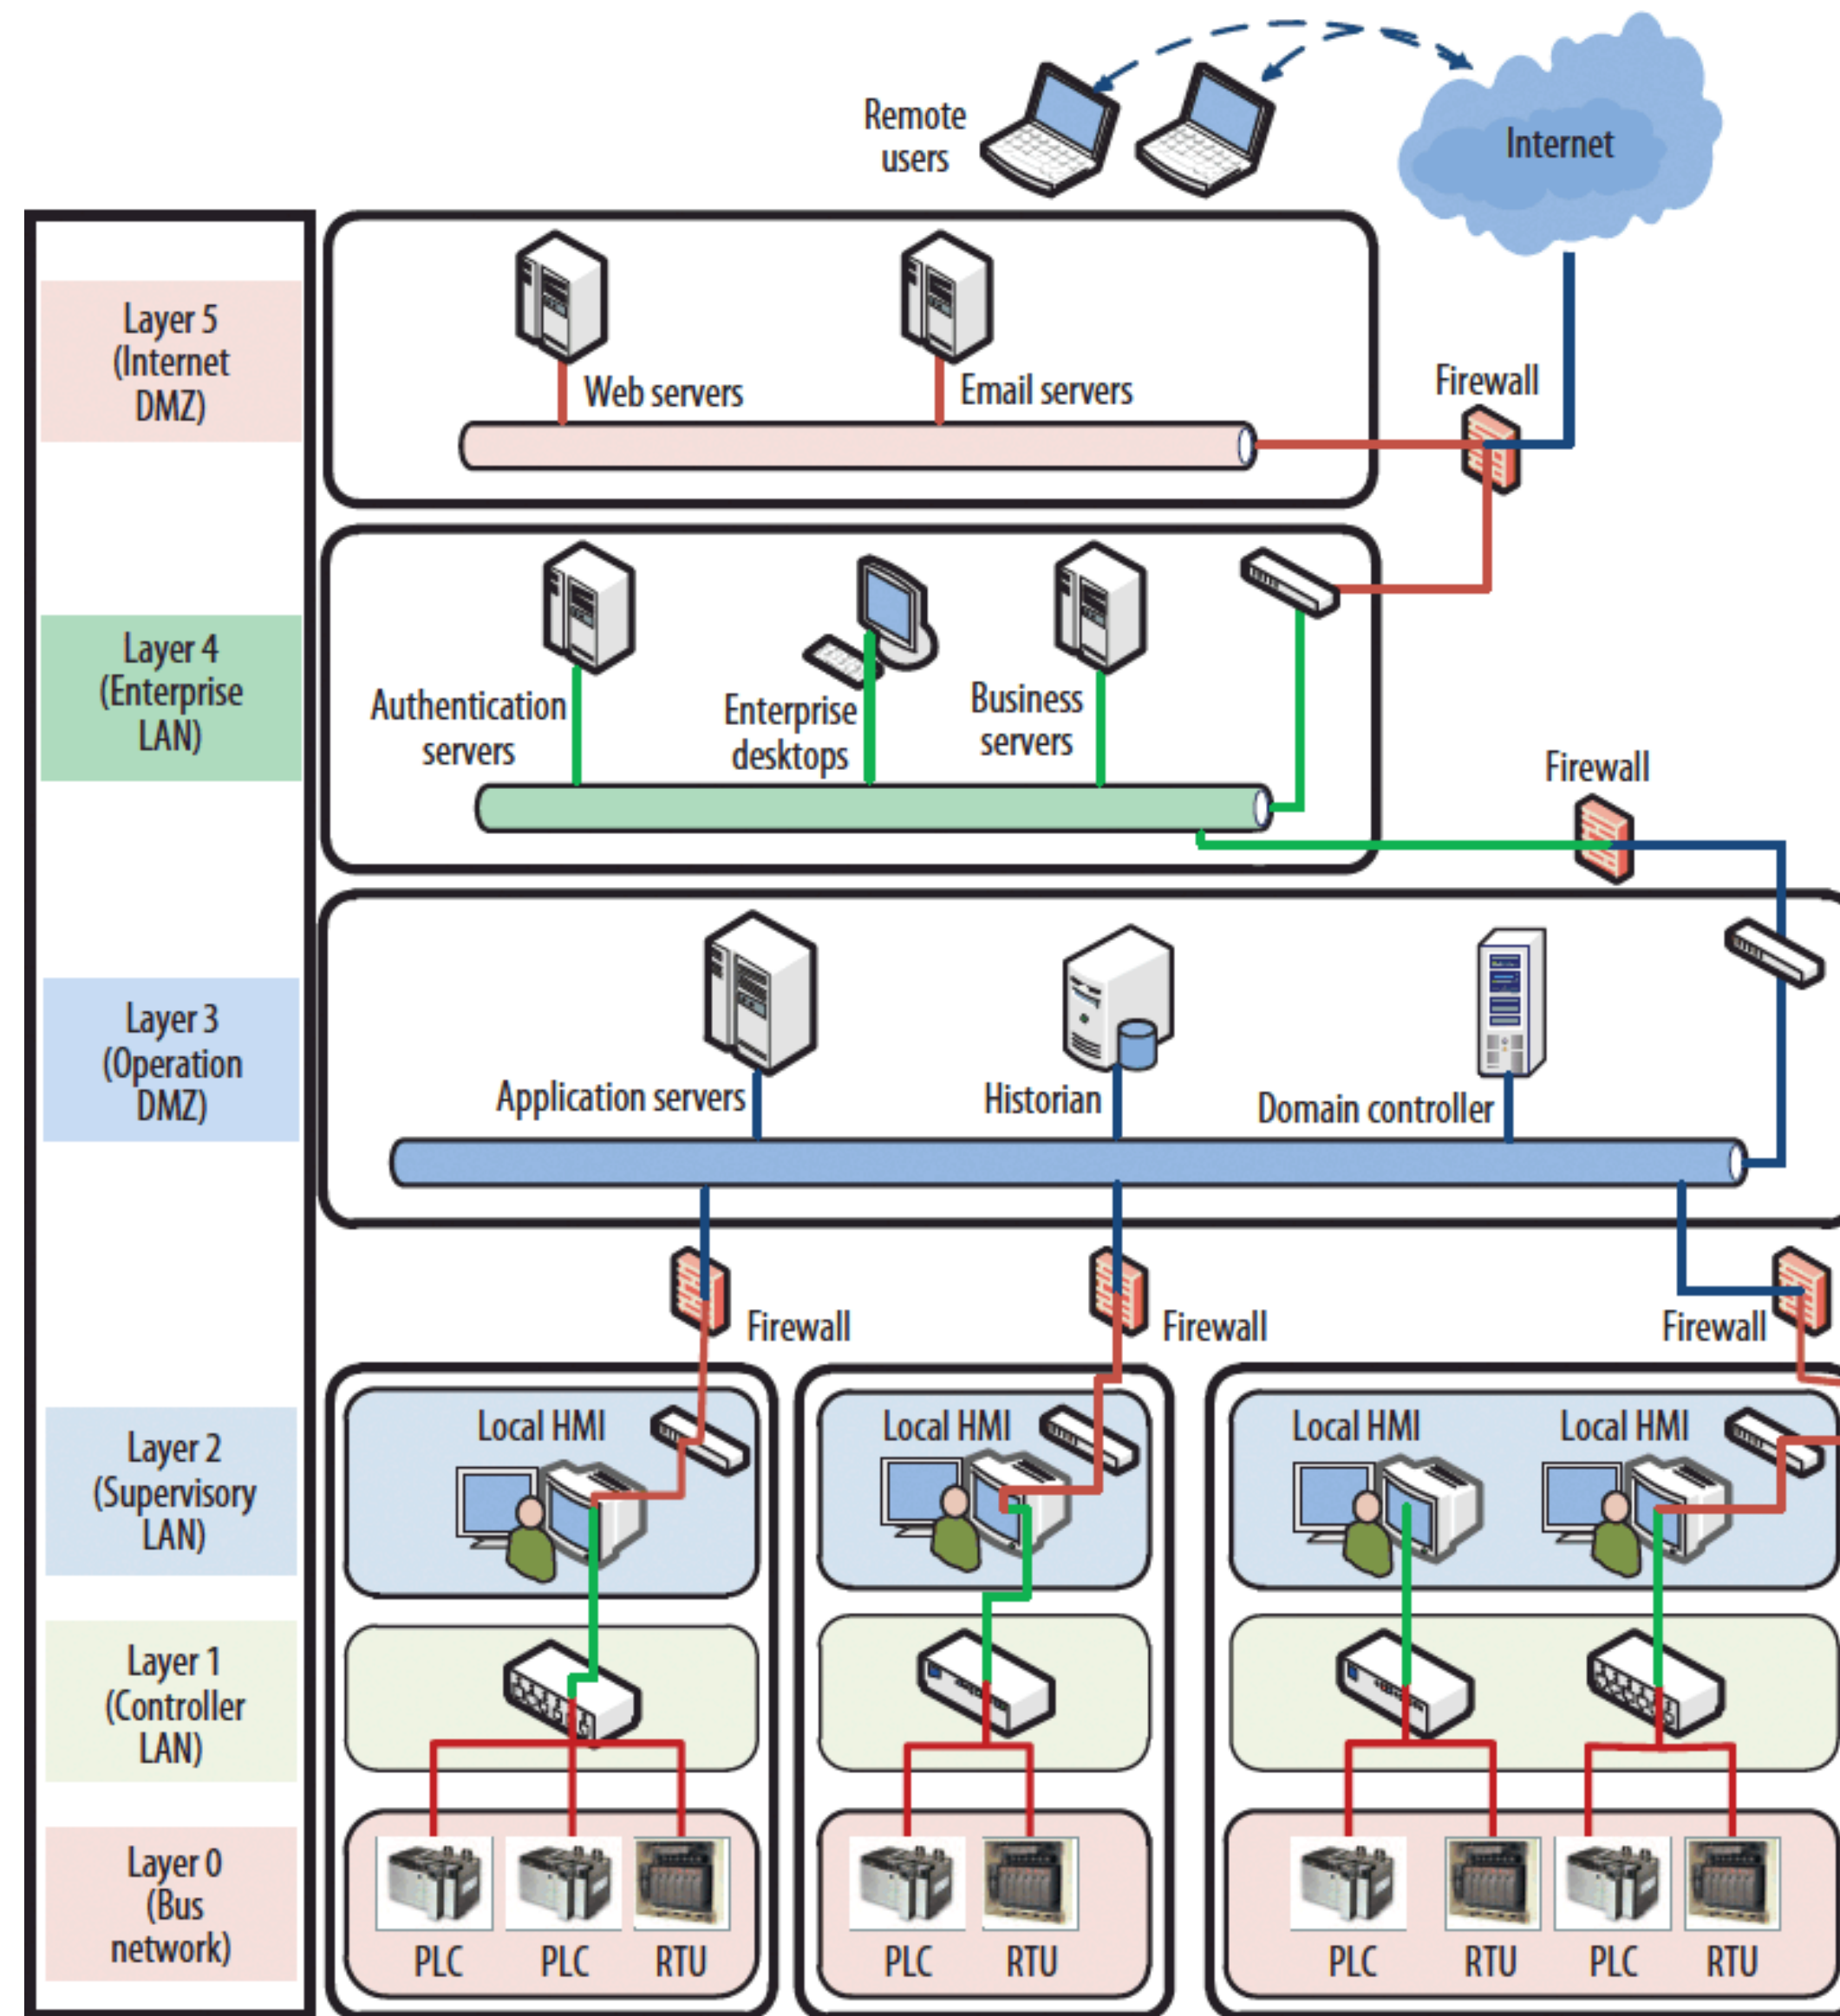 Remote
users
Internet
Layer 5
(Internet
DMZ)
Web servers
Email servers
Firewall
Layer 4
(Enterprise
LAN)
Authentication
servers
Enterprise
desktops
Business
servers
Firewall
Layer 3
(Operation
DMZ)
Application servers
Historian
Domain controller
Firewall
Firewall
Firewall
Layer 2
(Supervisory
LAN)
Local HMI
Local HMI
Local HMI
Local HMI
Layer 1
(Controller
LAN)
Layer 0
(Bus
network)
PLC
PLC
RTU
PLC
RTU
PLC
RTU
PLC
RTU